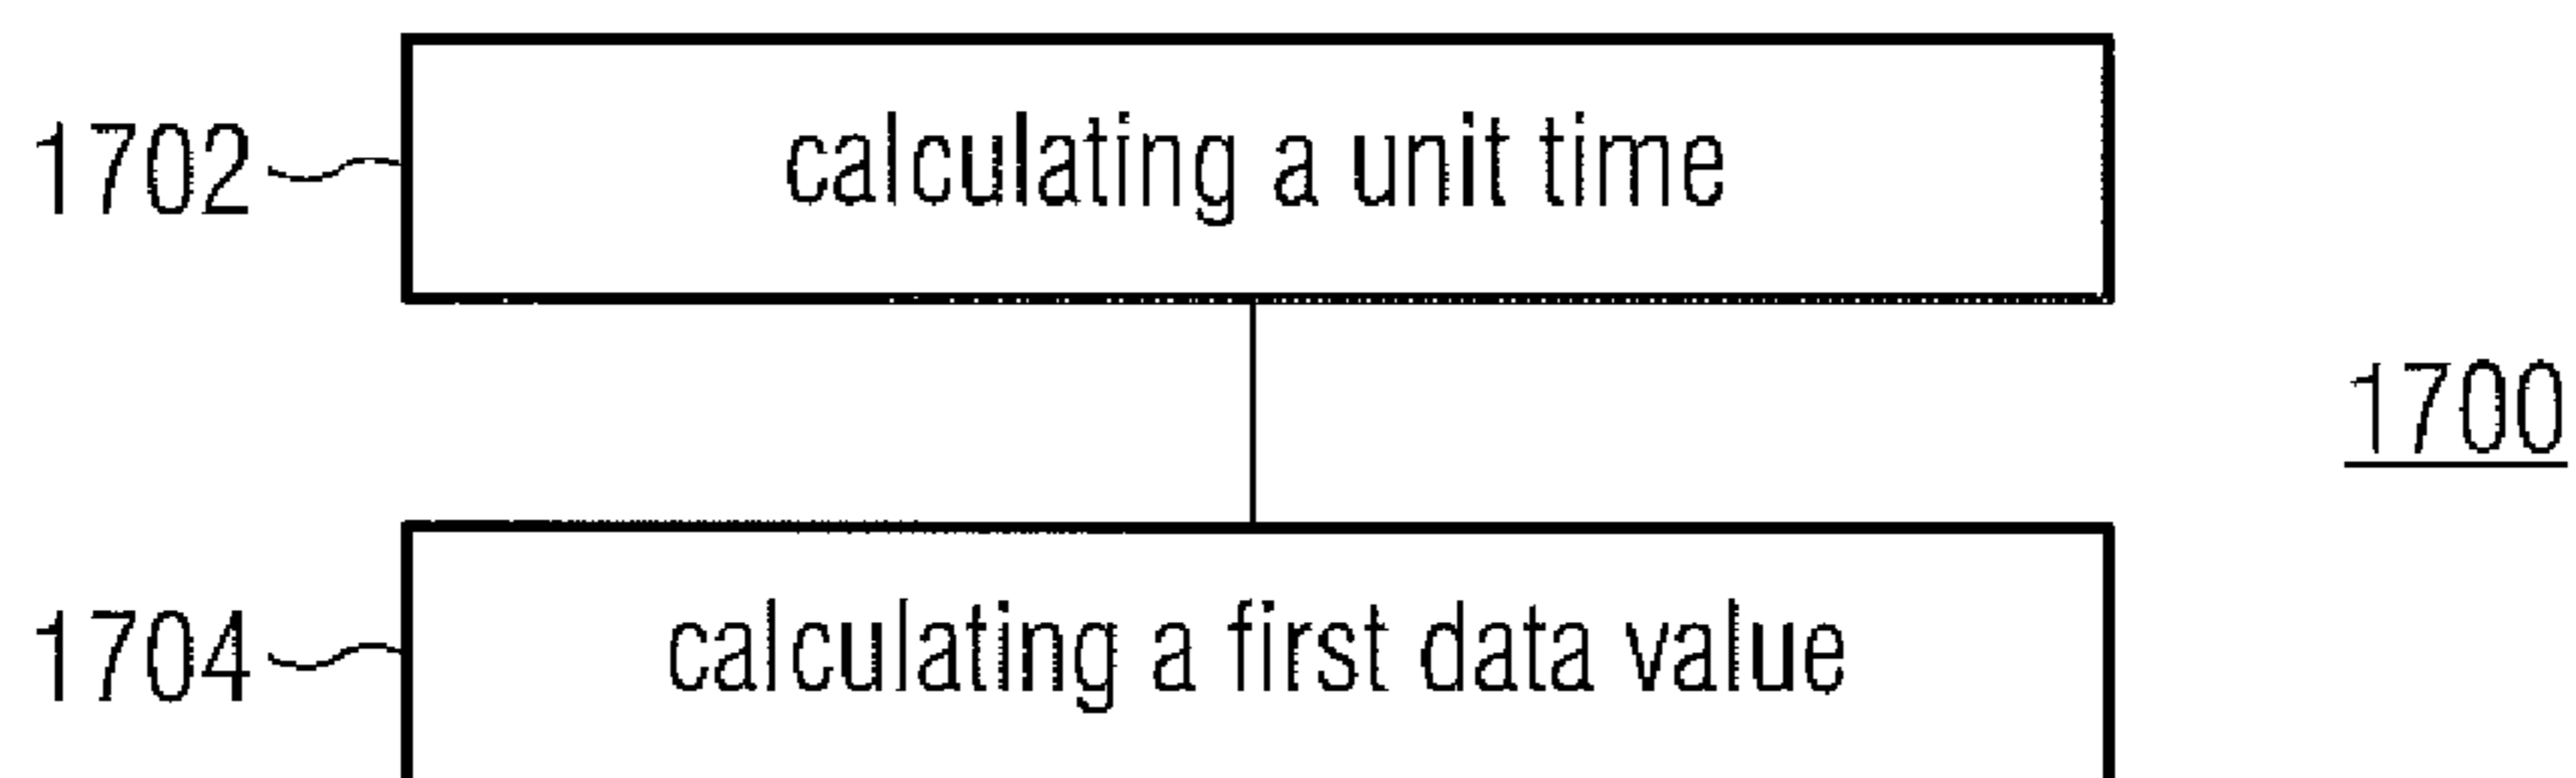 1702 calculating a unit time
1700
1704 calculating a first data value